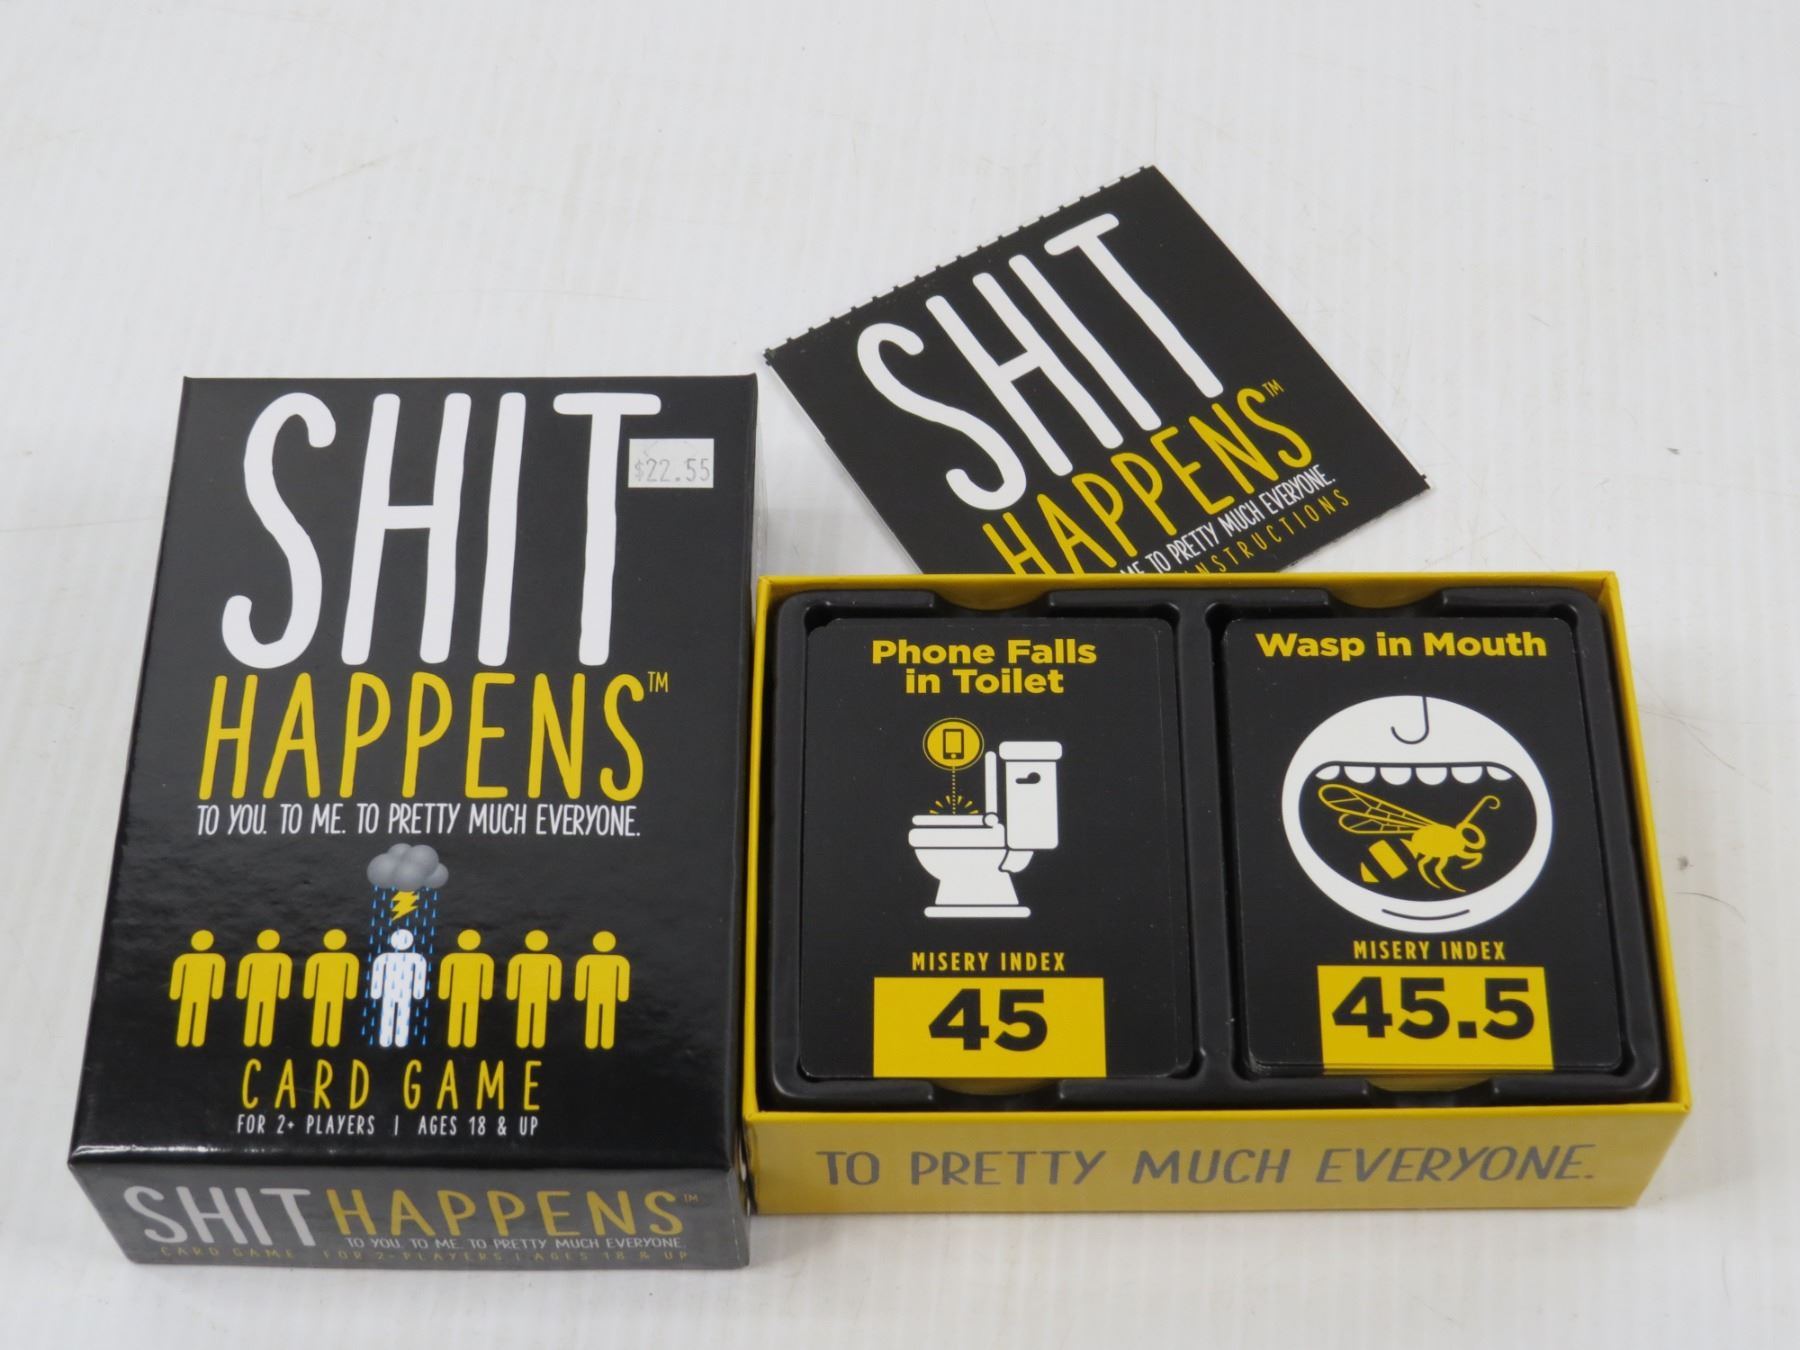 SHIT
$22.55
HAPPENS™
TO YOU. TO ME. TO PRETTY MUCH EVERYONE.
CARD GAME
FOR 2+ PLAYERS | AGES 18 & UP
SHIT HAPPENS™
TO YOU. TO ME. TO PRETTY MUCH EVERYONE.
CARD GAME FOR 2+ PLAYERS | AGES 18 & UP
SHIT
HAPPENS™
ME TO PRETTY MUCH EVERYONE.
INSTRUCTIONS
Phone Falls
in Toilet
MISERY INDEX
45
Wasp in Mouth
MISERY INDEX
45.5
TO PRETTY MUCH EVERYONE.